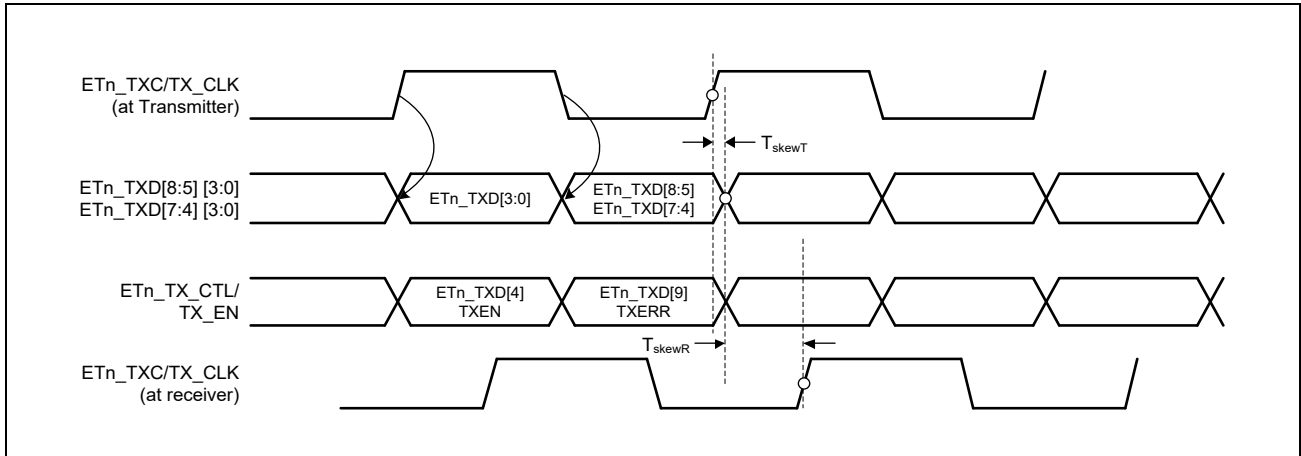 ETn_TXC/TX_CLK
(at Transmitter)
TskewT
ETn_TXD[8:5] [3:0]
ETn_TXD[7:4] [3:0]
ETn_TXD[3:0]
ETn_TXD[8:5]
ETn_TXD[7:4]
ETn_TX_CTL/
TX_EN
ETn_TXD[4]
TXEN
ETn_TXD[9]
TXERR
TskewR
ETn_TXC/TX_CLK
(at receiver)